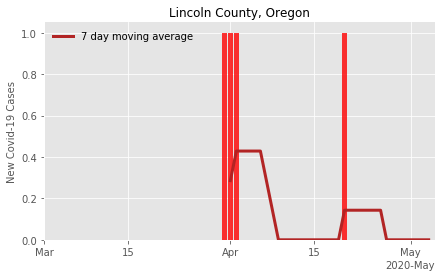 Lincoln County, Oregon
7 day moving average
New Covid-19 Cases
1.0
0.8
0.6
0.4
0.2
0.0
Mar 15 Apr 15 May
2020-May